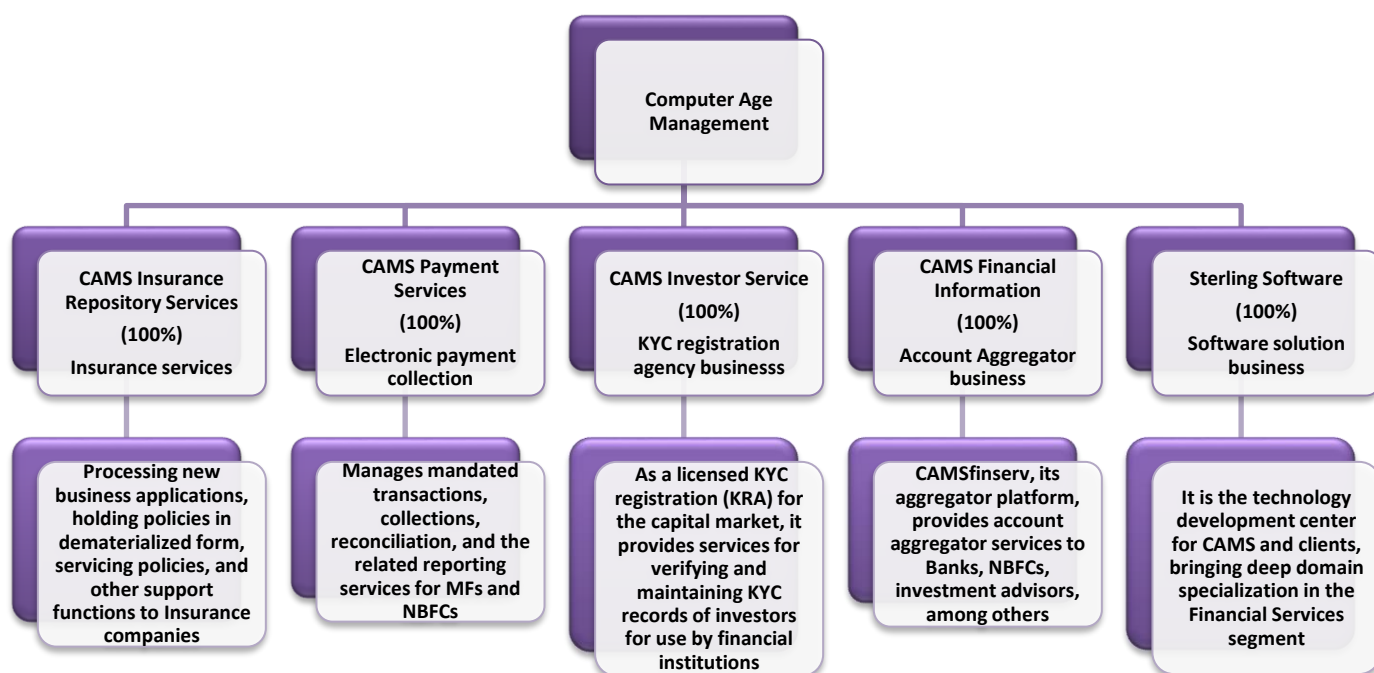 Computer Age
Management
CAMS Insurance
Repository Services
(100%)
Insurance services
CAMS Payment
Services
(100%)
Electronic payment
collection
CAMS Investor Service
(100%)
KYC registration
agency businesss
CAMS Financial
Information
(100%)
Account Aggregator
business
Sterling Software
(100%)
Software solution
business
Processing new
business applications,
holding policies in
dematerialized form,
servicing policies, and
other support
functions to Insurance
companies
Manages mandated
transactions,
collections,
reconciliation, and the
related reporting
services for MFs and
NBFCs
As a licensed KYC
registration (KRA) for
the capital market, it
provides services for
verifying and
maintaining KYC
records of investors
for use by financial
institutions
CAMSfinserv, its
aggregator platform,
provides account
aggregator services to
Banks, NBFCs,
investment advisors,
among others
It is the technology
development center
for CAMS and clients,
bringing deep domain
specialization in the
Financial Services
segment